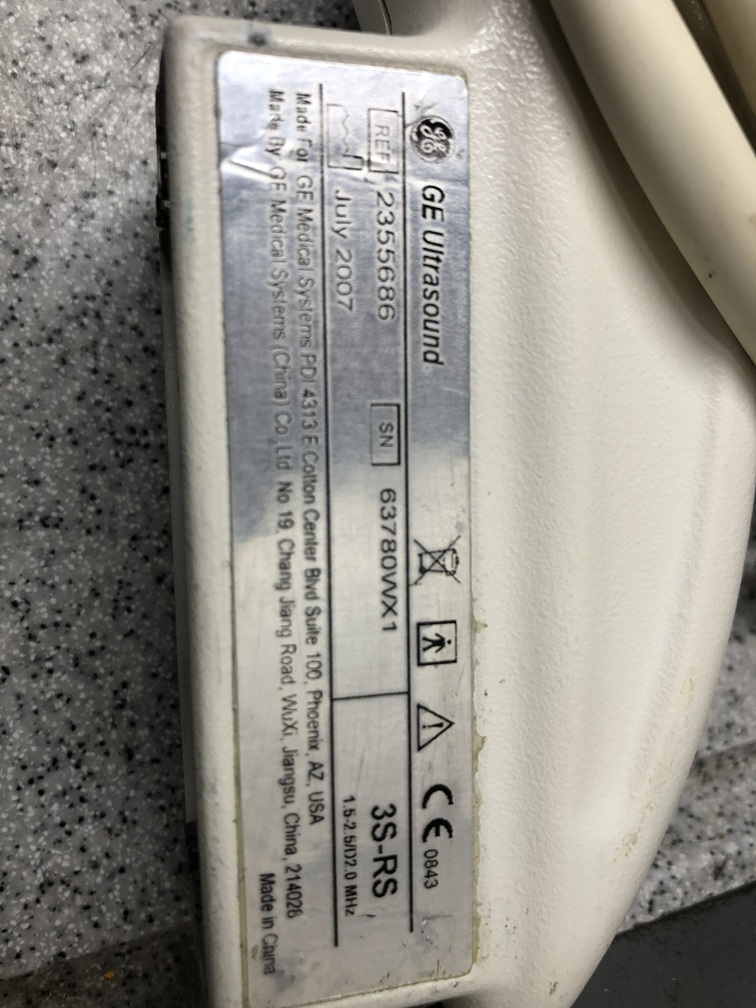 GE GE Ultrasound CE 0843
REF 2355686 SN 63780WX1 3S-RS
July 2007 1.5-2.5/D2.0 MHz
Made For GE Medical Systems PDI 4313 E Cotton Center Blvd Suite 100, Phoenix, AZ, USA
Made By GE Medical Systems (China) Co Ltd No 19, Chang Jiang Road, WuXi, Jiangsu, China, 214028
Made in China